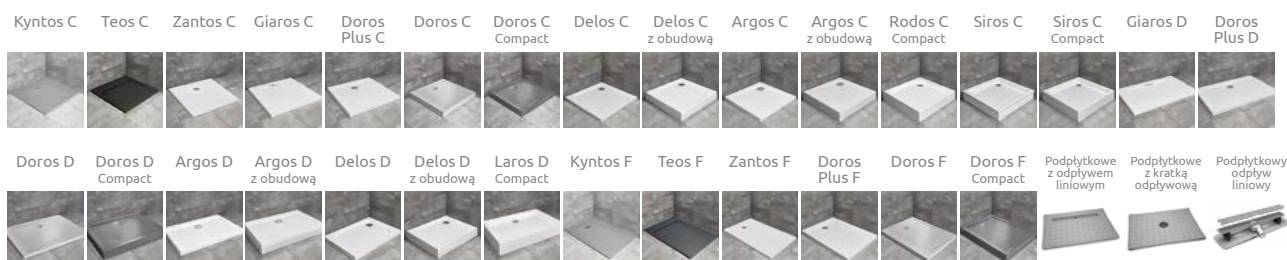 Kyntos C
Teos C
Zantos C
Giaros C
Doros
Plus C
Doros C
Doros C
Compact
Delos C
Delos C
z obudową
Argos C
Argos C
z obudową
Rodos C
Compact
Siros C
Siros C
Compact
Giaros D
Doros
Plus D
Doros D
Doros D
Compact
Argos D
Argos D
z obudową
Delos D
Delos D
z obudową
Laros D
Compact
Kyntos F
Teos F
Zantos F
Doros
Plus F
Doros F
Doros F
Compact
Podpłytkowe
z odpływem
liniowym
Podpłytkowe
z kratką
odpływową
Podpłytkowy
odpływ
liniowy